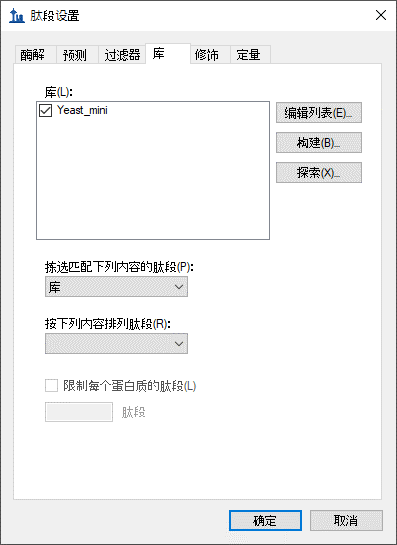 肽段设置
酶解 预测 过滤器 库 修饰 定量
库(L):
Yeast_mini
编辑列表(E)...
构建(B)...
探索(X)...
拣选匹配下列内容的肽段(P):
库
按下列内容排列肽段(R):
限制每个蛋白质的肽段(L)
肽段
确定 取消